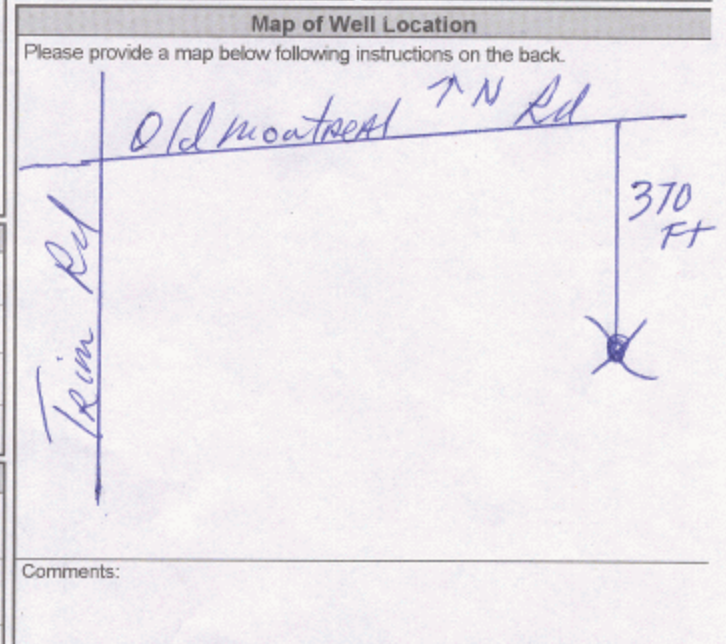 Map of Well Location
Please provide a map below following instructions on the back.
↑ N
Old Montreal Rd
370
Ft
Trim Rd
Comments: